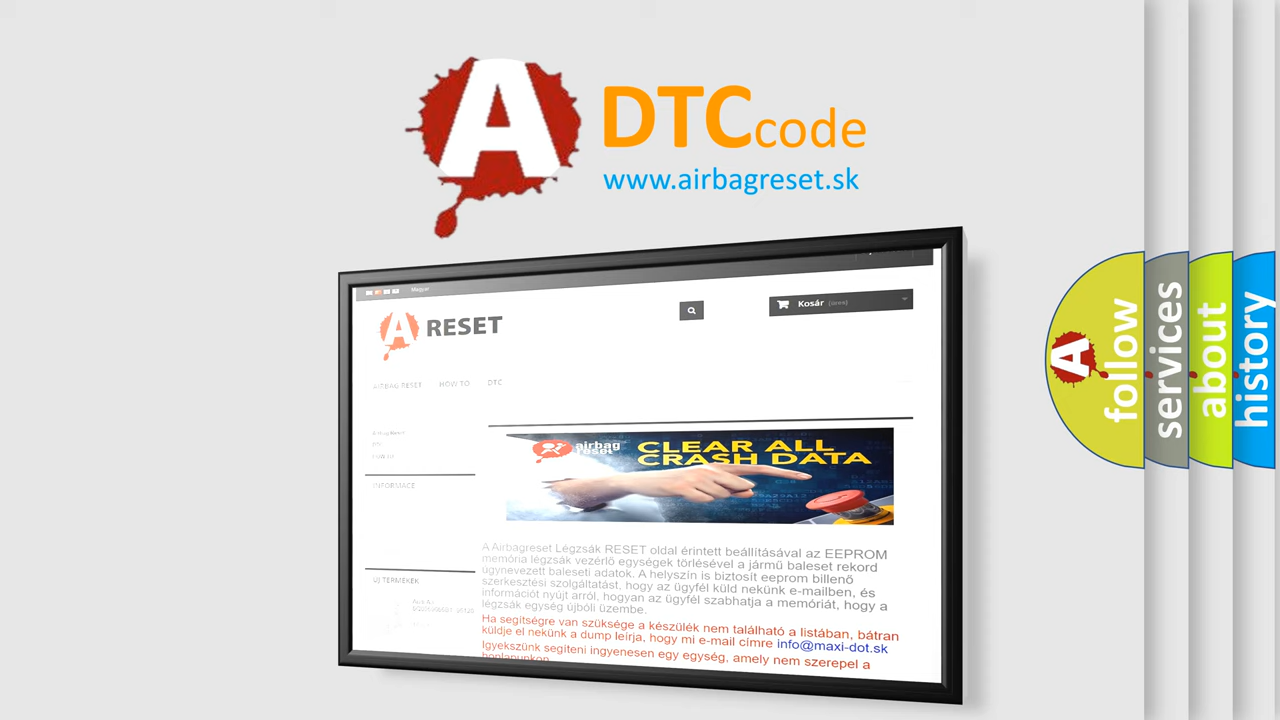 A
DTCcode
www.airbagreset.sk
Magyar
A RESET
Kosár (üres)
AIRBAG RESET HOW TO DTC
INFORMACE
airbag
reset
CLEAR ALL
CRASH DATA
A Airbagreset Légzsák RESET oldal érintett beállításával az EEPROM
memória légzsák vezérlő egységek törlésével a jármű baleset rekord
úgynevezett baleseti adatok. A helyszín is biztosít eeprom billenő
szerkesztési szolgáltatást, hogy az ügyfél küld nekünk e-mailben, és
információt nyújt arról, hogyan az ügyfél szabhatja a memóriát, hogy a
légzsák egység újbóli üzembe.
Ha segítségre van szüksége a készülék nem található a listában, bátran
küldje el nekünk a dump leírja, hogy mi e-mail címre info@maxi-dot.sk
Igyekszünk segíteni ingyenesen egy egység, amely nem szerepel a
honlapunkon
ÚJ TERMÉKEK
A
follow
services
about
history